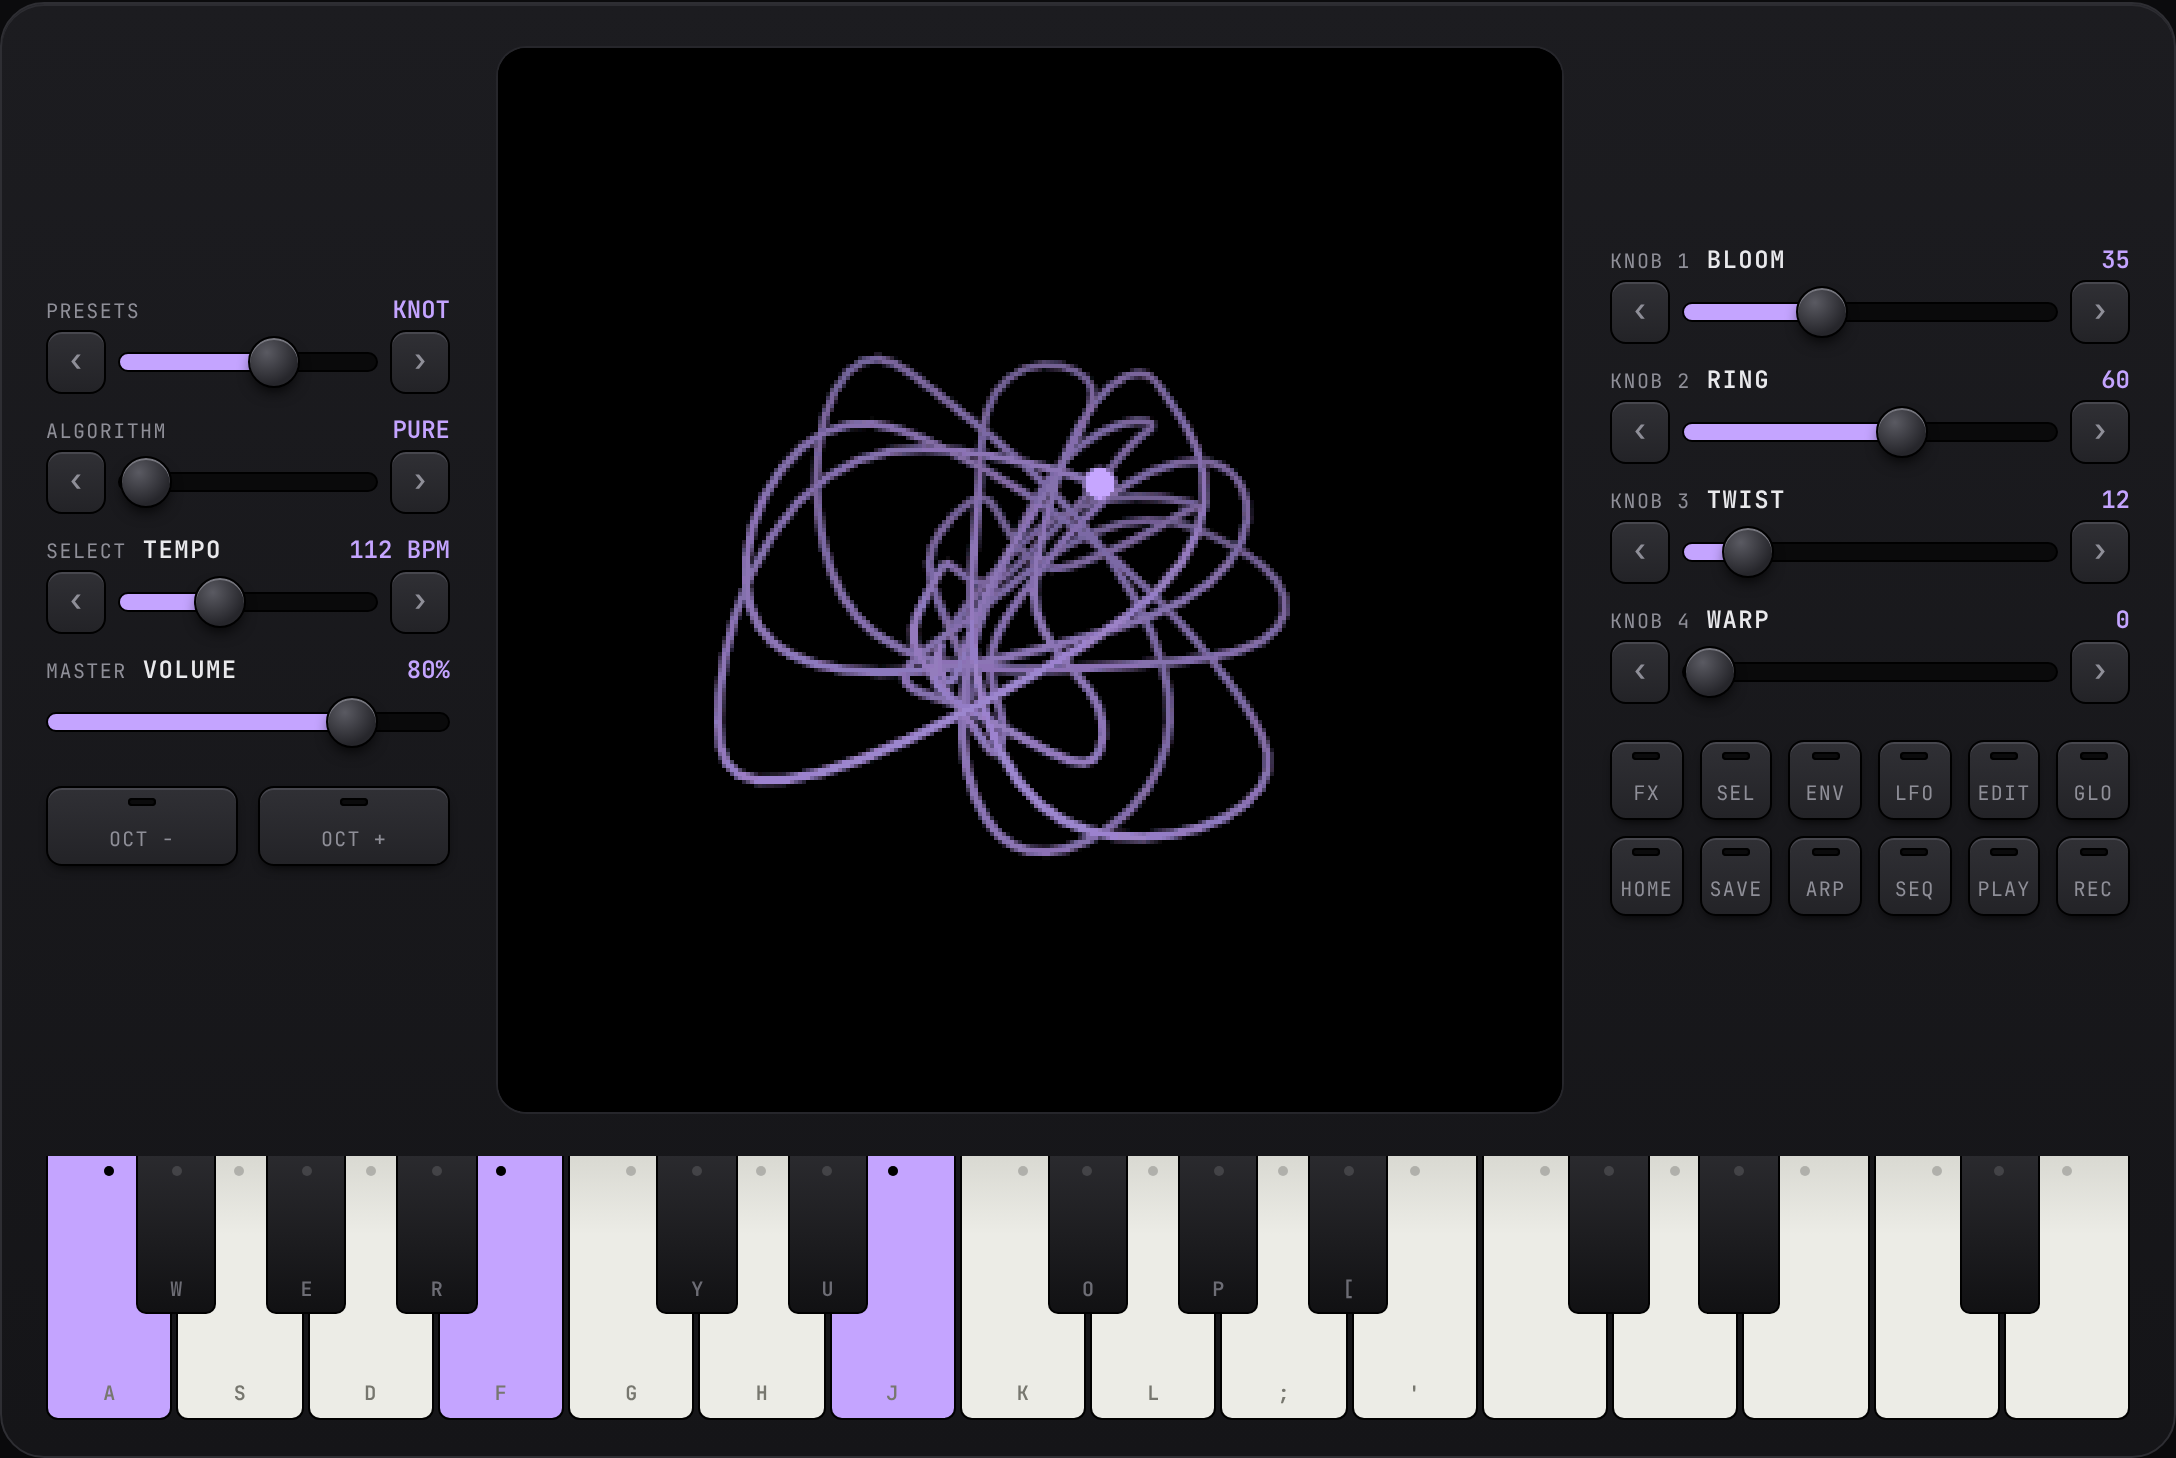 PRESETS KNOT
‹ ›
ALGORITHM PURE
‹ ›
SELECT TEMPO 112 BPM
‹ ›
MASTER VOLUME 80%
OCT - OCT +
KNOB 1 BLOOM 35
‹ ›
KNOB 2 RING 60
‹ ›
KNOB 3 TWIST 12
‹ ›
KNOB 4 WARP 0
‹ ›
FX SEL ENV LFO EDIT GLO
HOME SAVE ARP SEQ PLAY REC
W E R Y U O P [
A S D F G H J K L ; '